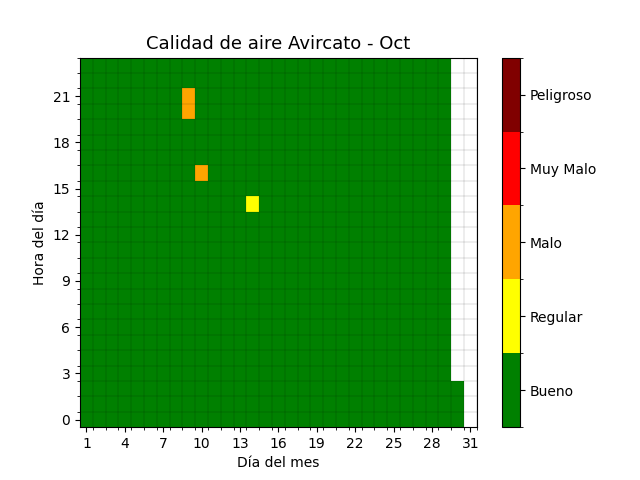 Calidad de aire Avircato - Oct
21
18
15
12
9
6
3
0
Hora del día
1 4 7 10 13 16 19 22 25 28 31
Día del mes
Peligroso
Muy Malo
Malo
Regular
Bueno